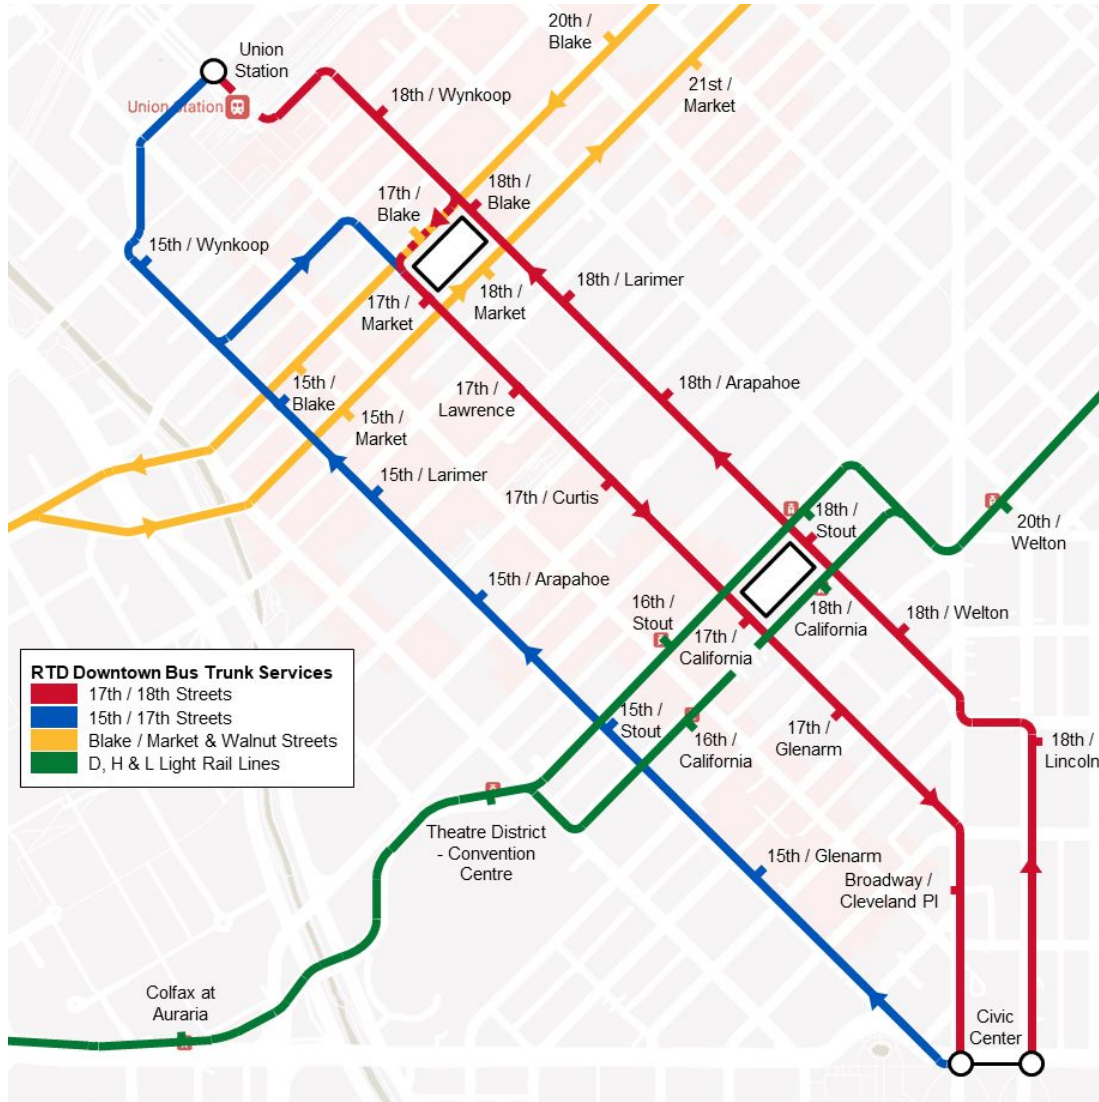 20th /
Blake
Union
Station
Union Station
18th / Wynkoop
21st /
Market
17th /
Blake
18th /
Blake
15th / Wynkoop
18th / Larimer
17th /
Market
18th /
Market
18th / Arapahoe
15th /
Blake
17th /
Lawrence
15th /
Market
15th / Larimer
17th / Curtis
18th /
Stout
20th /
Welton
15th / Arapahoe
16th /
Stout
18th /
California
18th / Welton
17th /
California
RTD Downtown Bus Trunk Services
17th / 18th Streets
15th / 17th Streets
Blake / Market & Walnut Streets
D, H & L Light Rail Lines
15th /
Stout
16th /
California
17th /
Glenarm
18th /
Lincoln
Theatre District
- Convention
Centre
15th / Glenarm
Broadway /
Cleveland Pl
Colfax at
Auraria
Civic
Center